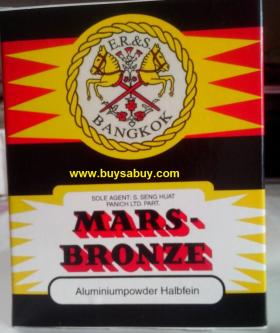 E.R.&S.
BANGKOK
www.buysabuy.com
SOLE AGENT: S. SENG HUAT
PANICH LTD. PART.
MARS-
BRONZE
Aluminiumpowder Halbfein